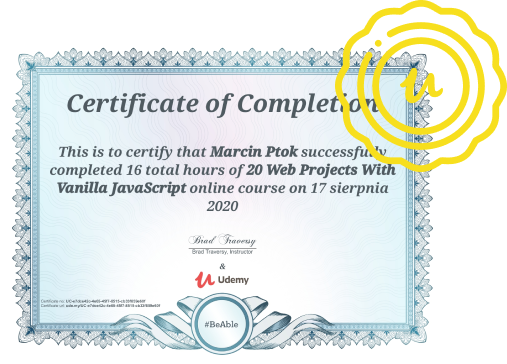 Certificate of Completion
This is to certify that Marcin Ptok successfully
completed 16 total hours of 20 Web Projects With
Vanilla JavaScript online course on 17 sierpnia
2020
Brad Traversy
Brad Traversy, Instructor
&
Udemy
Certificate no:
Certificate url:
#BeAble